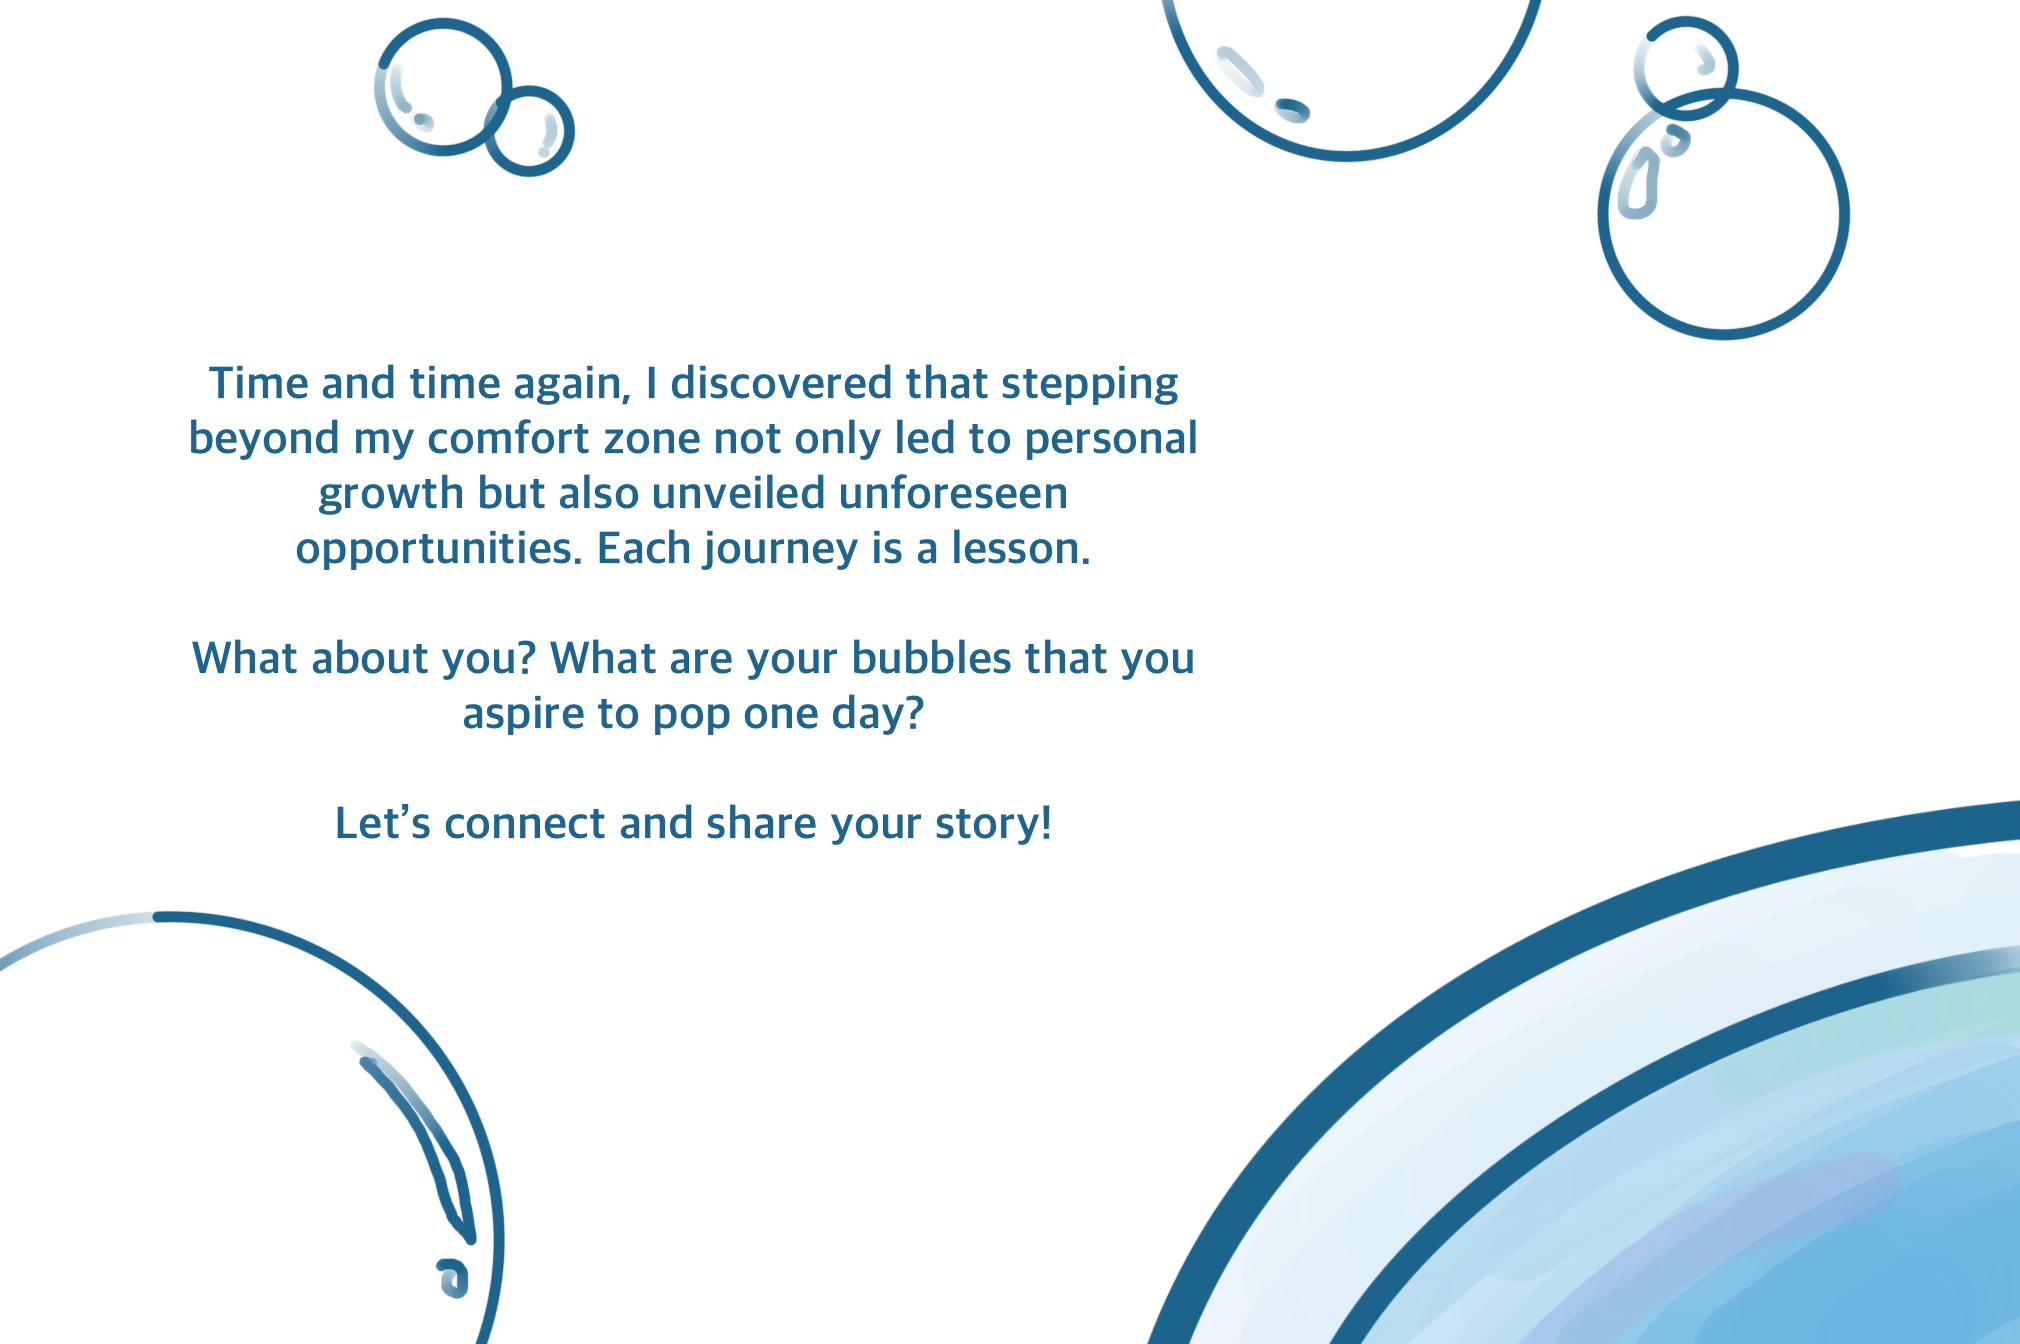 Time and time again, I discovered that stepping
beyond my comfort zone not only led to personal
growth but also unveiled unforeseen
opportunities. Each journey is a lesson.
What about you? What are your bubbles that you
aspire to pop one day?
Let’s connect and share your story!